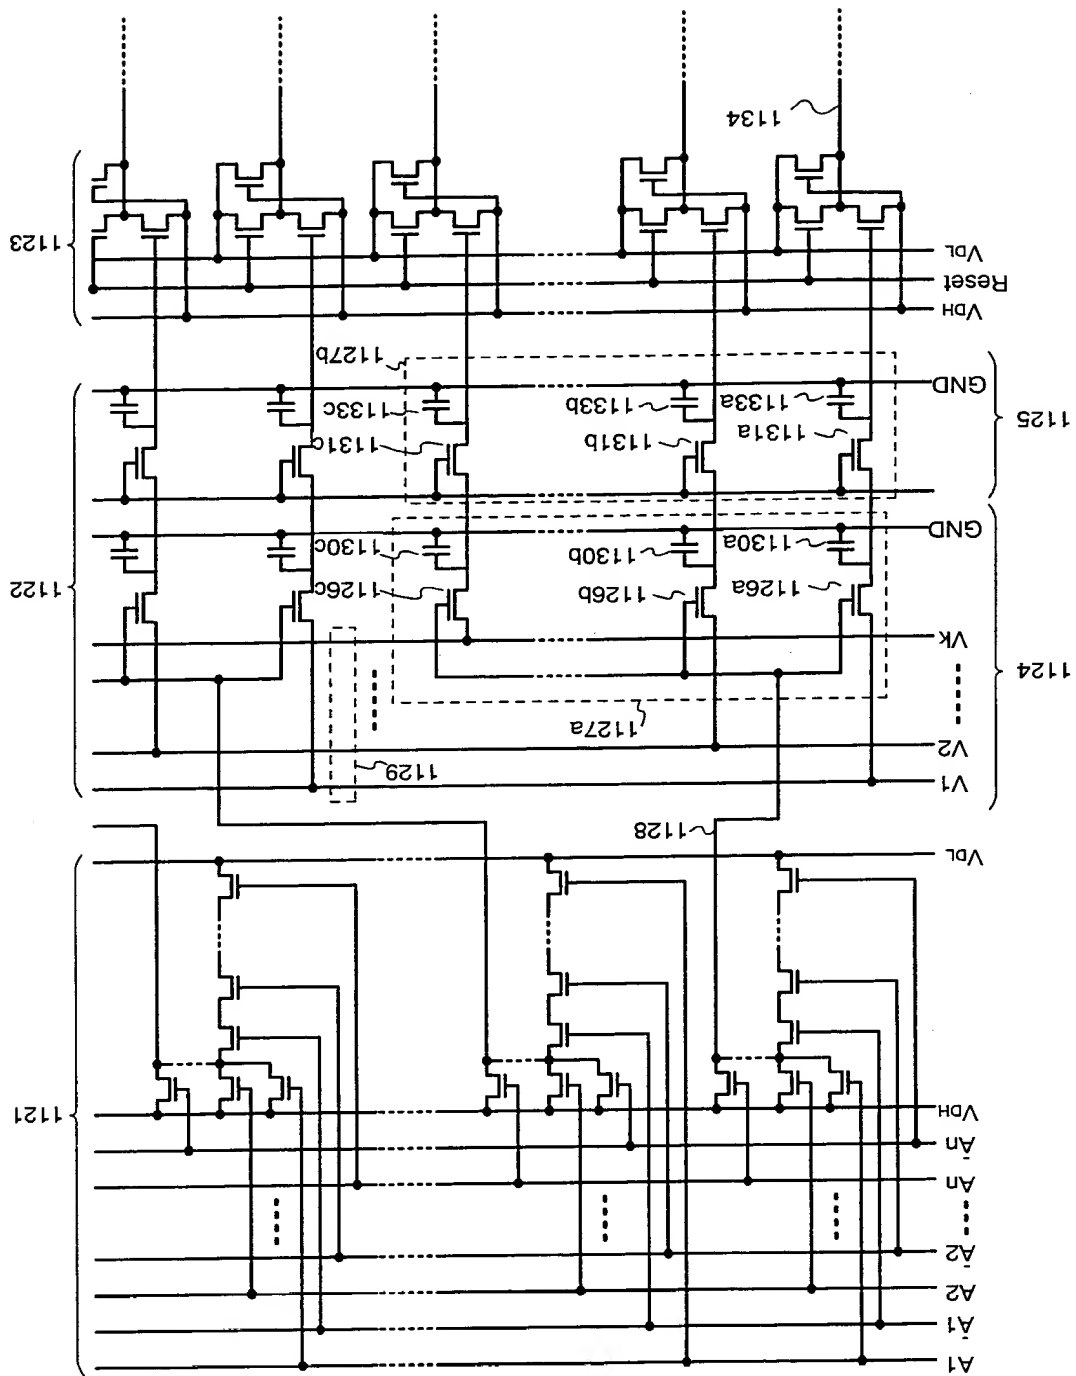 A1
Ā1
A2
Ā2
An
Ān
VDH
1121
VDL
1128
V1
1129
V2
1127a
1124
Vk
1122
1126a
1126b
1126c
1130a
1130b
1130c
GND
1131a
1131b
1131c
1125
1133a
1133b
1133c
GND
1127b
VDH
Reset
VDL
1123
1134